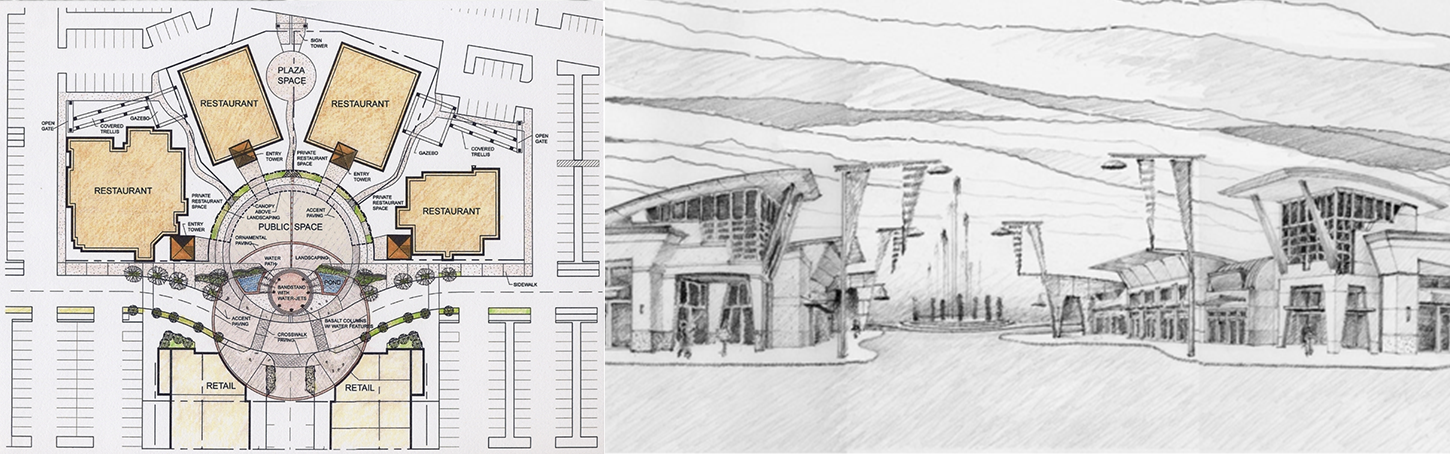 SIGN
TOWER
PLAZA
SPACE
RESTAURANT
RESTAURANT
OPEN
GATE
COVERED
TRELLIS
GAZEBO
GAZEBO
COVERED
TRELLIS
OPEN
GATE
ENTRY
TOWER
PRIVATE
RESTAURANT
SPACE
ENTRY
TOWER
RESTAURANT
RESTAURANT
PRIVATE
RESTAURANT
SPACE
CANOPY
ABOVE
LANDSCAPING
ACCENT
PAVING
PRIVATE
RESTAURANT
SPACE
ENTRY
TOWER
PUBLIC SPACE
ORNAMENTAL
PAVING
WATER
PATH
LANDSCAPING
POND
BANDSTAND
WITH
WATER-JETS
SIDEWALK
ACCENT
PAVING
BASALT COLUMNS
W/ WATER FEATURES
CROSSWALK
PAVING
RETAIL
RETAIL